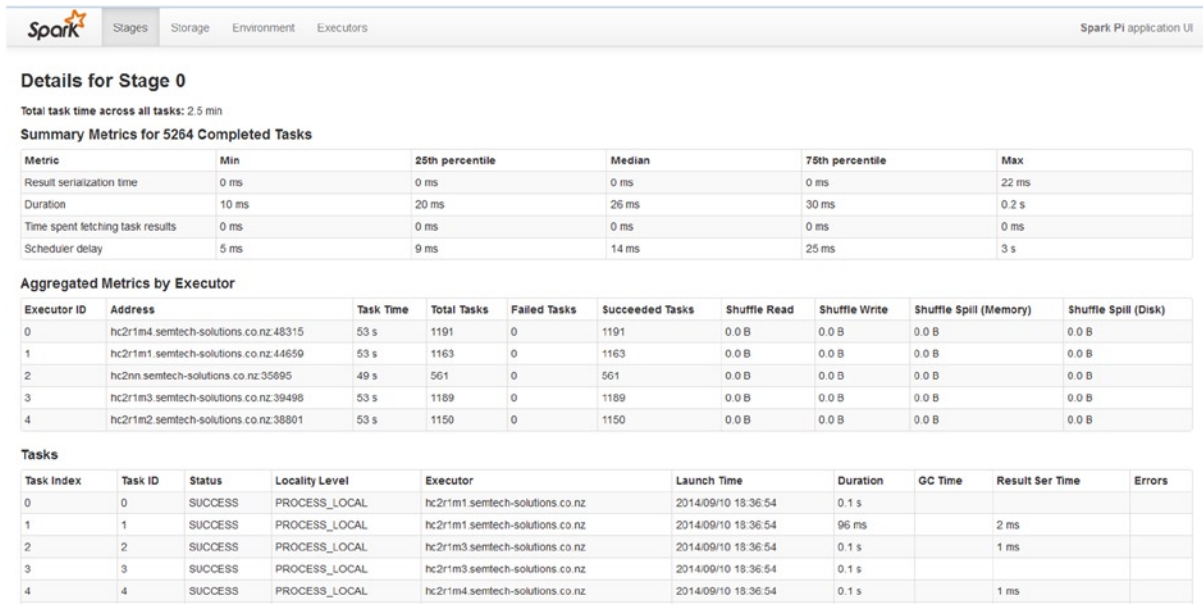 Spark Stages Storage Environment Executors Spark Pi application UI
Details for Stage 0
Total task time across all tasks: 2.5 min
Summary Metrics for 5264 Completed Tasks
Metric Min 25th percentile Median 75th percentile Max
Result serialization time 0 ms 0 ms 0 ms 0 ms 22 ms
Duration 10 ms 20 ms 26 ms 30 ms 0.2 s
Time spent fetching task results 0 ms 0 ms 0 ms 0 ms 0 ms
Scheduler delay 5 ms 9 ms 14 ms 25 ms 3 s
Aggregated Metrics by Executor
Executor ID Address Task Time Total Tasks Failed Tasks Succeeded Tasks Shuffle Read Shuffle Write Shuffle Spill (Memory) Shuffle Spill (Disk)
0 hc2r1m4.semtech-solutions.co.nz:48315 53 s 1191 0 1191 0.0 B 0.0 B 0.0 B 0.0 B
1 hc2r1m1.semtech-solutions.co.nz:44659 53 s 1163 0 1163 0.0 B 0.0 B 0.0 B 0.0 B
2 hc2nn.semtech-solutions.co.nz:35895 49 s 561 0 561 0.0 B 0.0 B 0.0 B 0.0 B
3 hc2r1m3.semtech-solutions.co.nz:39498 53 s 1189 0 1189 0.0 B 0.0 B 0.0 B 0.0 B
4 hc2r1m2.semtech-solutions.co.nz:38801 53 s 1150 0 1150 0.0 B 0.0 B 0.0 B 0.0 B
Tasks
Task Index Task ID Status Locality Level Executor Launch Time Duration GC Time Result Ser Time Errors
0 0 SUCCESS PROCESS_LOCAL hc2r1m1.semtech-solutions.co.nz 2014/09/10 18:36:54 0.1 s
1 1 SUCCESS PROCESS_LOCAL hc2r1m1.semtech-solutions.co.nz 2014/09/10 18:36:54 96 ms 2 ms
2 2 SUCCESS PROCESS_LOCAL hc2r1m3.semtech-solutions.co.nz 2014/09/10 18:36:54 0.1 s 1 ms
3 3 SUCCESS PROCESS_LOCAL hc2r1m3.semtech-solutions.co.nz 2014/09/10 18:36:54 0.1 s
4 4 SUCCESS PROCESS_LOCAL hc2r1m4.semtech-solutions.co.nz 2014/09/10 18:36:54 0.1 s 1 ms